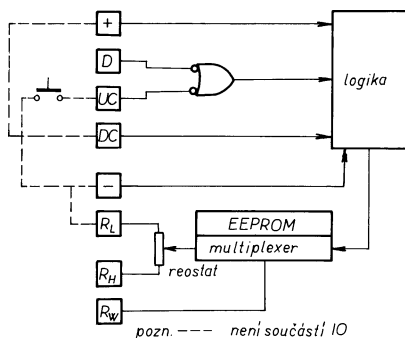 +
D
logika
UC
DC
−
R_L
EEPROM
multiplexer
reostat
R_H
R_W
pozn. --- není součástí IO